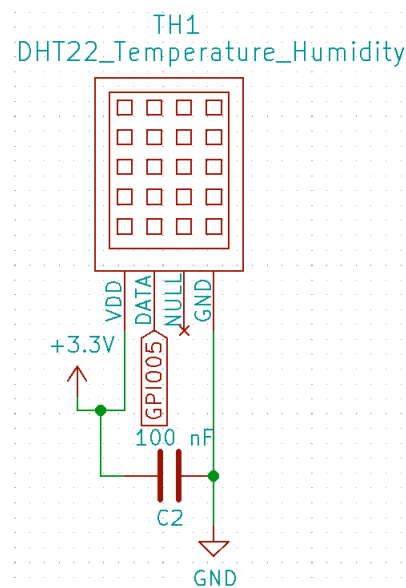 TH1
DHT22_Temperature_Humidity
VDD
DATA
NULL
GND
+3.3V
GPIO05
100 nF
C2
GND